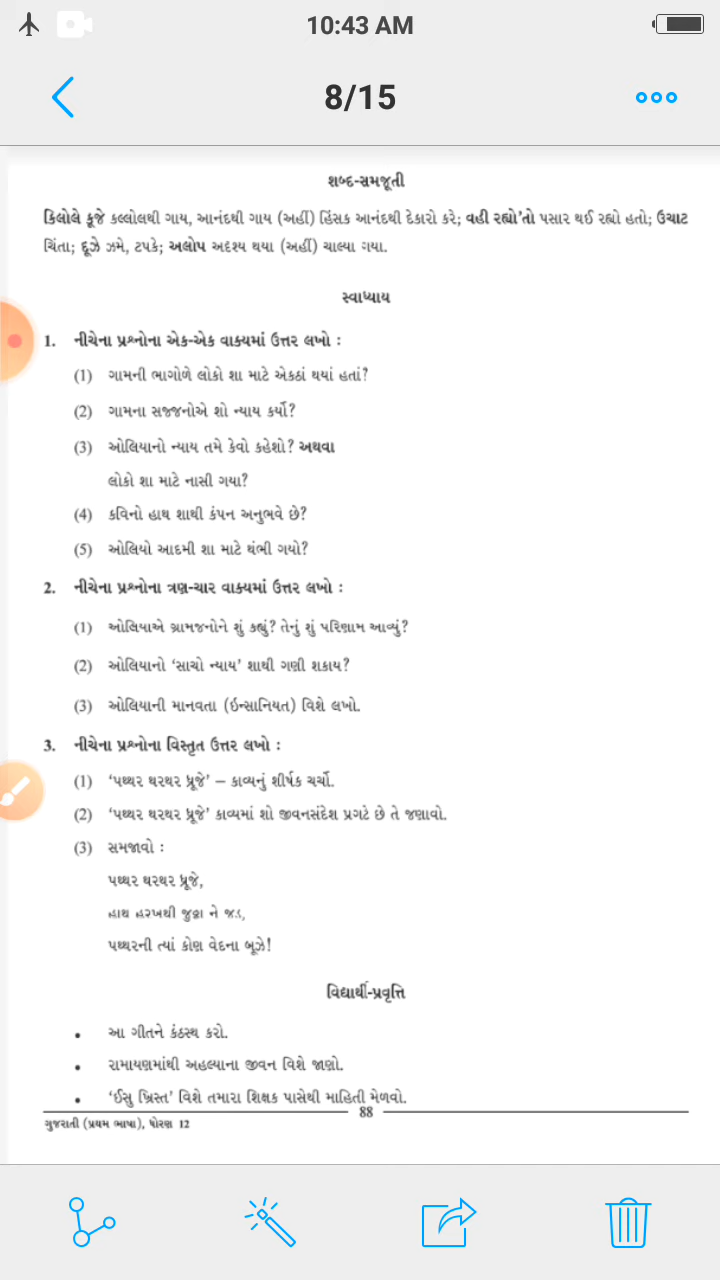 10:43 AM
8/15
શબ્દ-સમજૂતી
કિલોલે કૂજે કલ્લોલથી ગાય, આનંદથી ગાય (અહીં) હિંસક આનંદથી દેકારો કરે; વહી રહ્યો'તો પસાર થઈ રહ્યો હતો; ઉચાટ
ચિંતા; દૂઝે ઝમે, ટપકે; અલોપ અદશ્ય થયા (અહીં) ચાલ્યા ગયા.
સ્વાધ્યાય
1. નીચેના પ્રશ્નોના એક-એક વાક્યમાં ઉત્તર લખો :
(1) ગામની ભાગોળે લોકો શા માટે એકઠાં થયાં હતાં?
(2) ગામના સજ્જનોએ શો ન્યાય કર્યો?
(3) ઓલિયાનો ન્યાય તમે કેવો કહેશો? અથવા
લોકો શા માટે નાસી ગયા?
(4) કવિનો હાથ શાથી કંપન અનુભવે છે?
(5) ઓલિયો આદમી શા માટે થંભી ગયો?
2. નીચેના પ્રશ્નોના ત્રણ-ચાર વાક્યમાં ઉત્તર લખો :
(1) ઓલિયાએ ગ્રામજનોને શું કહ્યું? તેનું શું પરિણામ આવ્યું?
(2) ઓલિયાનો ‘સાચો ન્યાય’ શાથી ગણી શકાય?
(3) ઓલિયાની માનવતા (ઇન્સાનિયત) વિશે લખો.
3. નીચેના પ્રશ્નોના વિસ્તૃત ઉત્તર લખો :
(1) ‘પથ્થર થરથર ધ્રૂજે’ – કાવ્યનું શીર્ષક ચર્ચો.
(2) ‘પથ્થર થરથર ધ્રૂજે’ કાવ્યમાં શો જીવનસંદેશ પ્રગટે છે તે જણાવો.
(3) સમજાવો :
પથ્થર થરથર ધ્રૂજે,
હાથ હરખથી જુઠ્ઠા ને જડ,
પથ્થરની ત્યાં કોણ વેદના બૂઝે!
વિદ્યાર્થી-પ્રવૃત્તિ
• આ ગીતને કંઠસ્થ કરો.
• રામાયણમાંથી અહલ્યાના જીવન વિશે જાણો.
• ‘ઈસુ ખ્રિસ્ત’ વિશે તમારા શિક્ષક પાસેથી માહિતી મેળવો.
88
ગુજરાતી (પ્રથમ ભાષા), ધોરણ 12